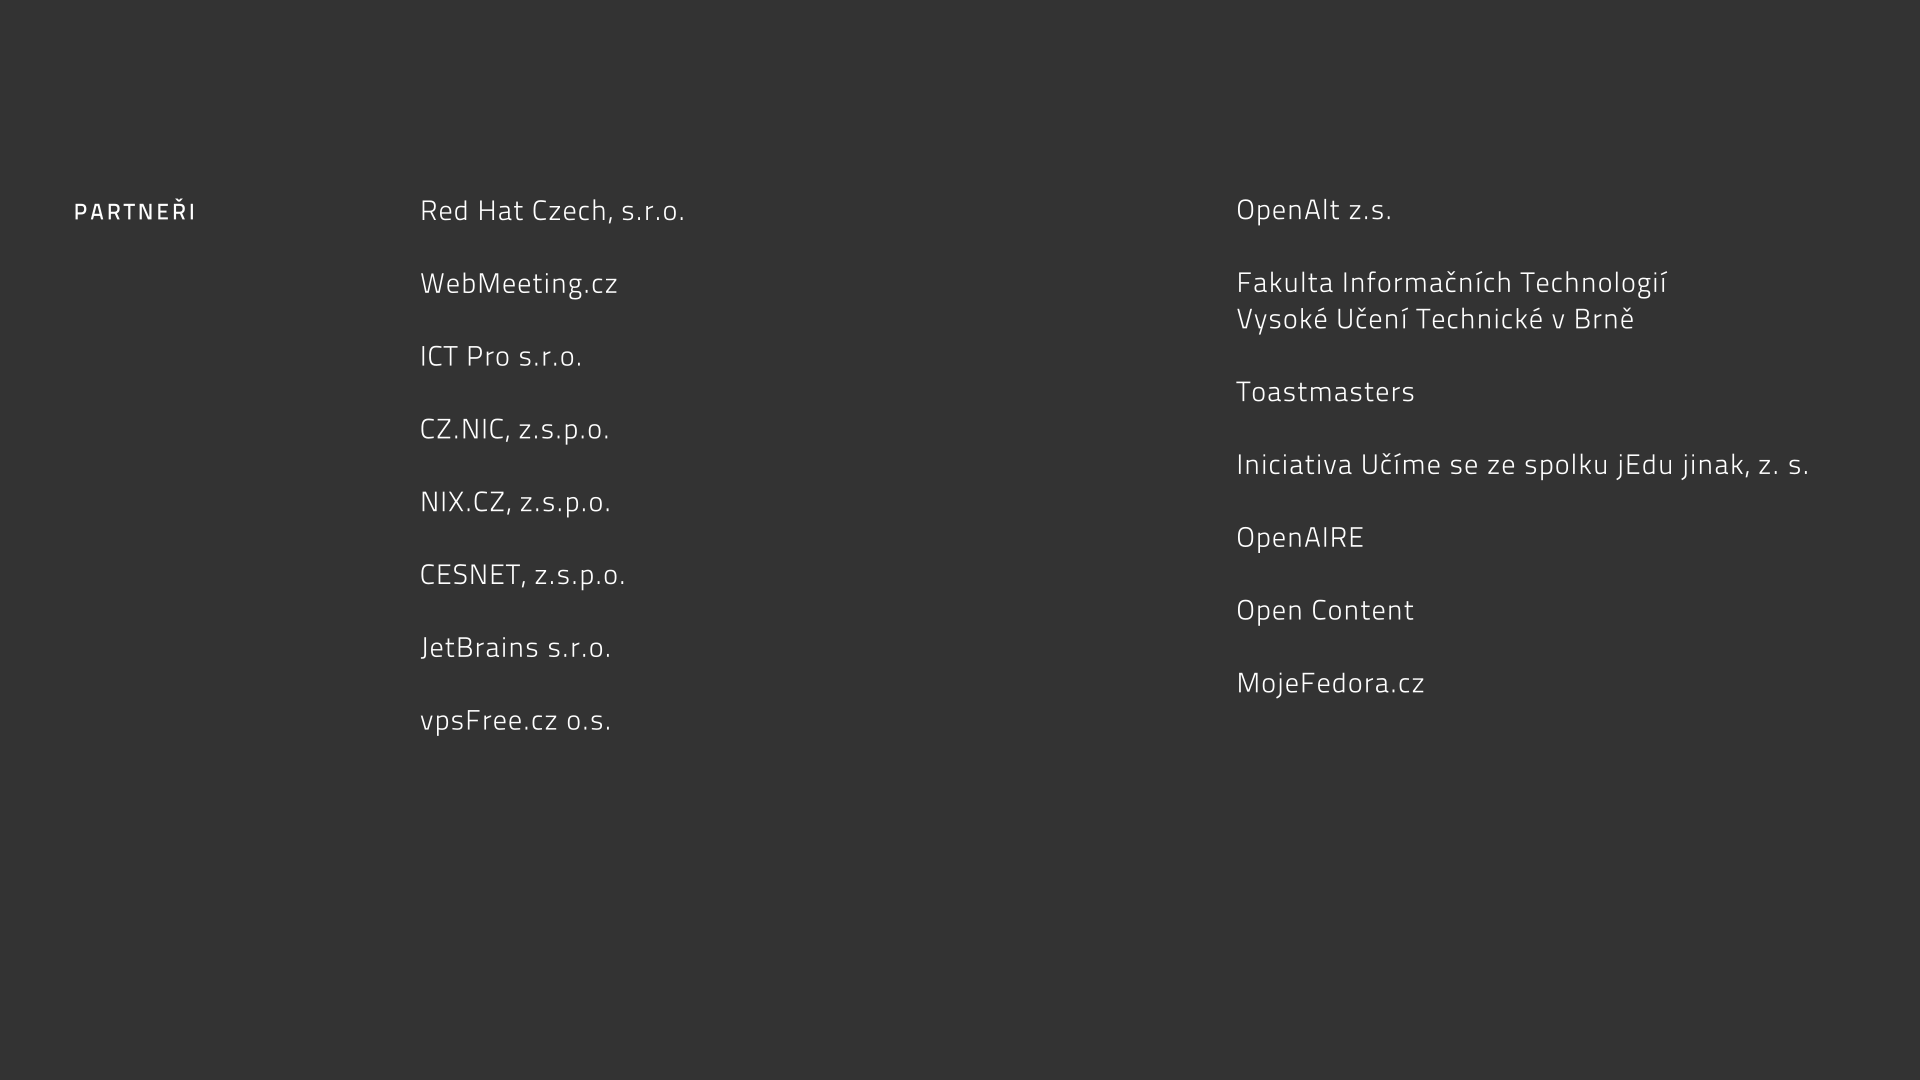 PARTNEŘI
Red Hat Czech, s.r.o.
WebMeeting.cz
ICT Pro s.r.o.
CZ.NIC, z.s.p.o.
NIX.CZ, z.s.p.o.
CESNET, z.s.p.o.
JetBrains s.r.o.
vpsFree.cz o.s.
OpenAlt z.s.
Fakulta Informačních Technologií
Vysoké Učení Technické v Brně
Toastmasters
Iniciativa Učíme se ze spolku jEdu jinak, z. s.
OpenAIRE
Open Content
MojeFedora.cz